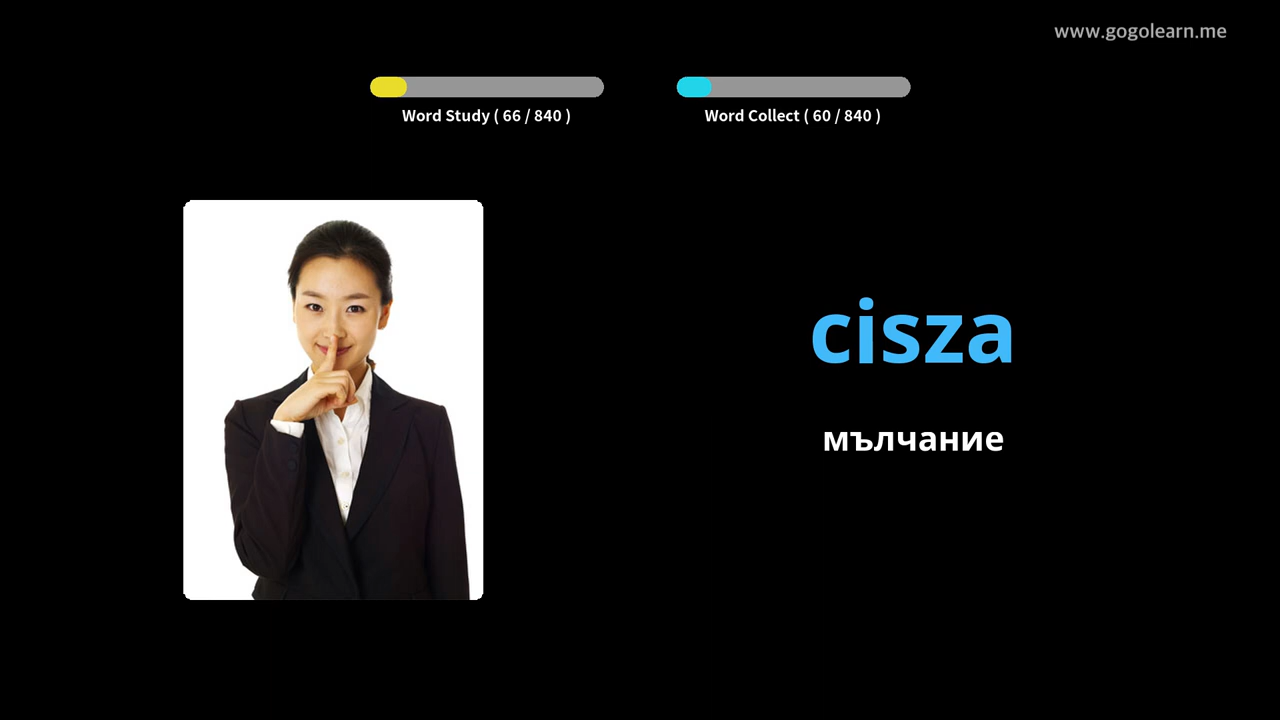 www.gogolearn.me
Word Study ( 66 / 840 )
Word Collect ( 60 / 840 )
cisza
мълчание